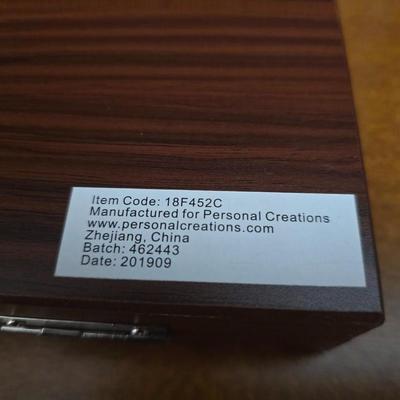 Item Code: 18F452C
Manufactured for Personal Creations
www.personalcreations.com
Zhejiang, China
Batch: 462443
Date: 201909